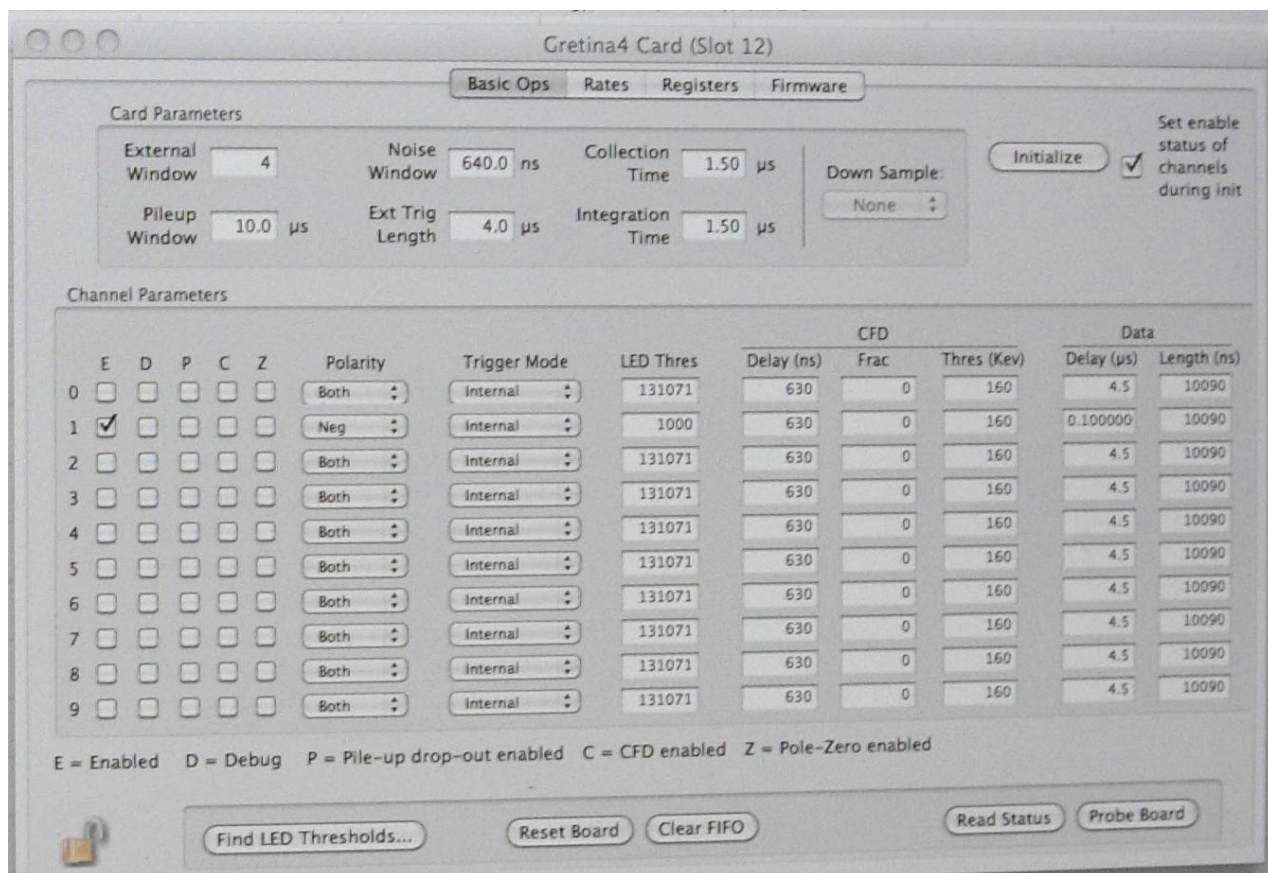 Gretina4 Card (Slot 12)
Basic Ops Rates Registers Firmware
Card Parameters
External Window 4
Noise Window 640.0 ns
Collection Time 1.50 µs
Down Sample:
None
Pileup Window 10.0 µs
Ext Trig Length 4.0 µs
Integration Time 1.50 µs
Initialize
Set enable
status of
channels
during init
Channel Parameters
CFD Data
E D P C Z Polarity Trigger Mode LED Thres Delay (ns) Frac Thres (Kev) Delay (µs) Length (ns)
0 Both Internal 131071 630 0 160 4.5 10090
1 Neg Internal 1000 630 0 160 0.100000 10090
2 Both Internal 131071 630 0 160 4.5 10090
3 Both Internal 131071 630 0 160 4.5 10090
4 Both Internal 131071 630 0 160 4.5 10090
5 Both Internal 131071 630 0 160 4.5 10090
6 Both Internal 131071 630 0 160 4.5 10090
7 Both Internal 131071 630 0 160 4.5 10090
8 Both Internal 131071 630 0 160 4.5 10090
9 Both Internal 131071 630 0 160 4.5 10090
E = Enabled D = Debug P = Pile-up drop-out enabled C = CFD enabled Z = Pole-Zero enabled
Find LED Thresholds... Reset Board Clear FIFO Read Status Probe Board